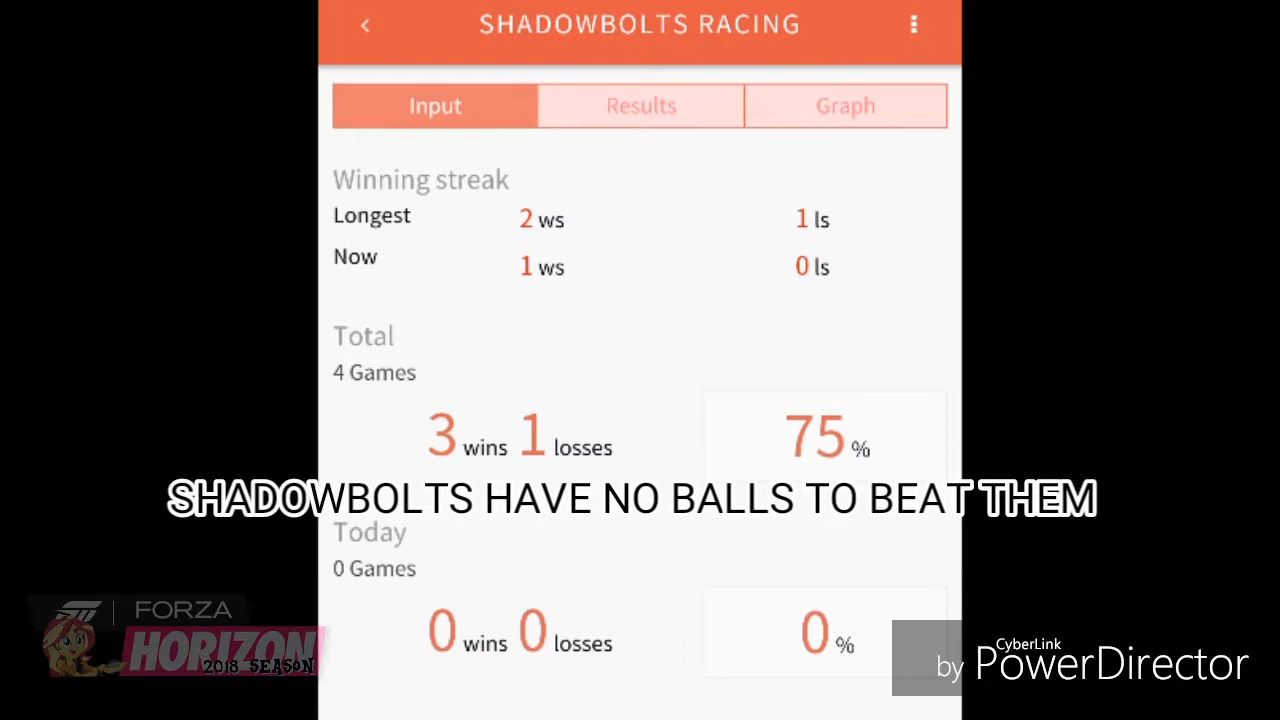 SHADOWBOLTS RACING
Input Results Graph
Winning streak
Longest 2 ws 1 ls
Now 1 ws 0 ls
Total
4 Games
3 wins 1 losses 75 %
SHADOWBOLTS HAVE NO BALLS TO BEAT THEM
Today
0 Games
0 wins 0 losses 0 %
FORZA
HORIZON
2018 SEASON
CyberLink
by PowerDirector